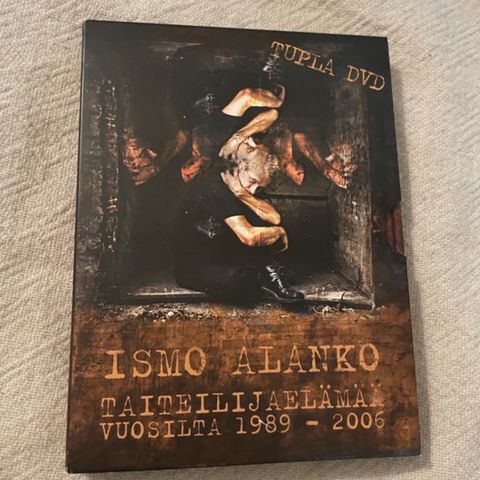 TUPLA DVD
ISMO ALANKO
TAITEILIJAELÄMÄÄ
VUOSILTA 1989 - 2006